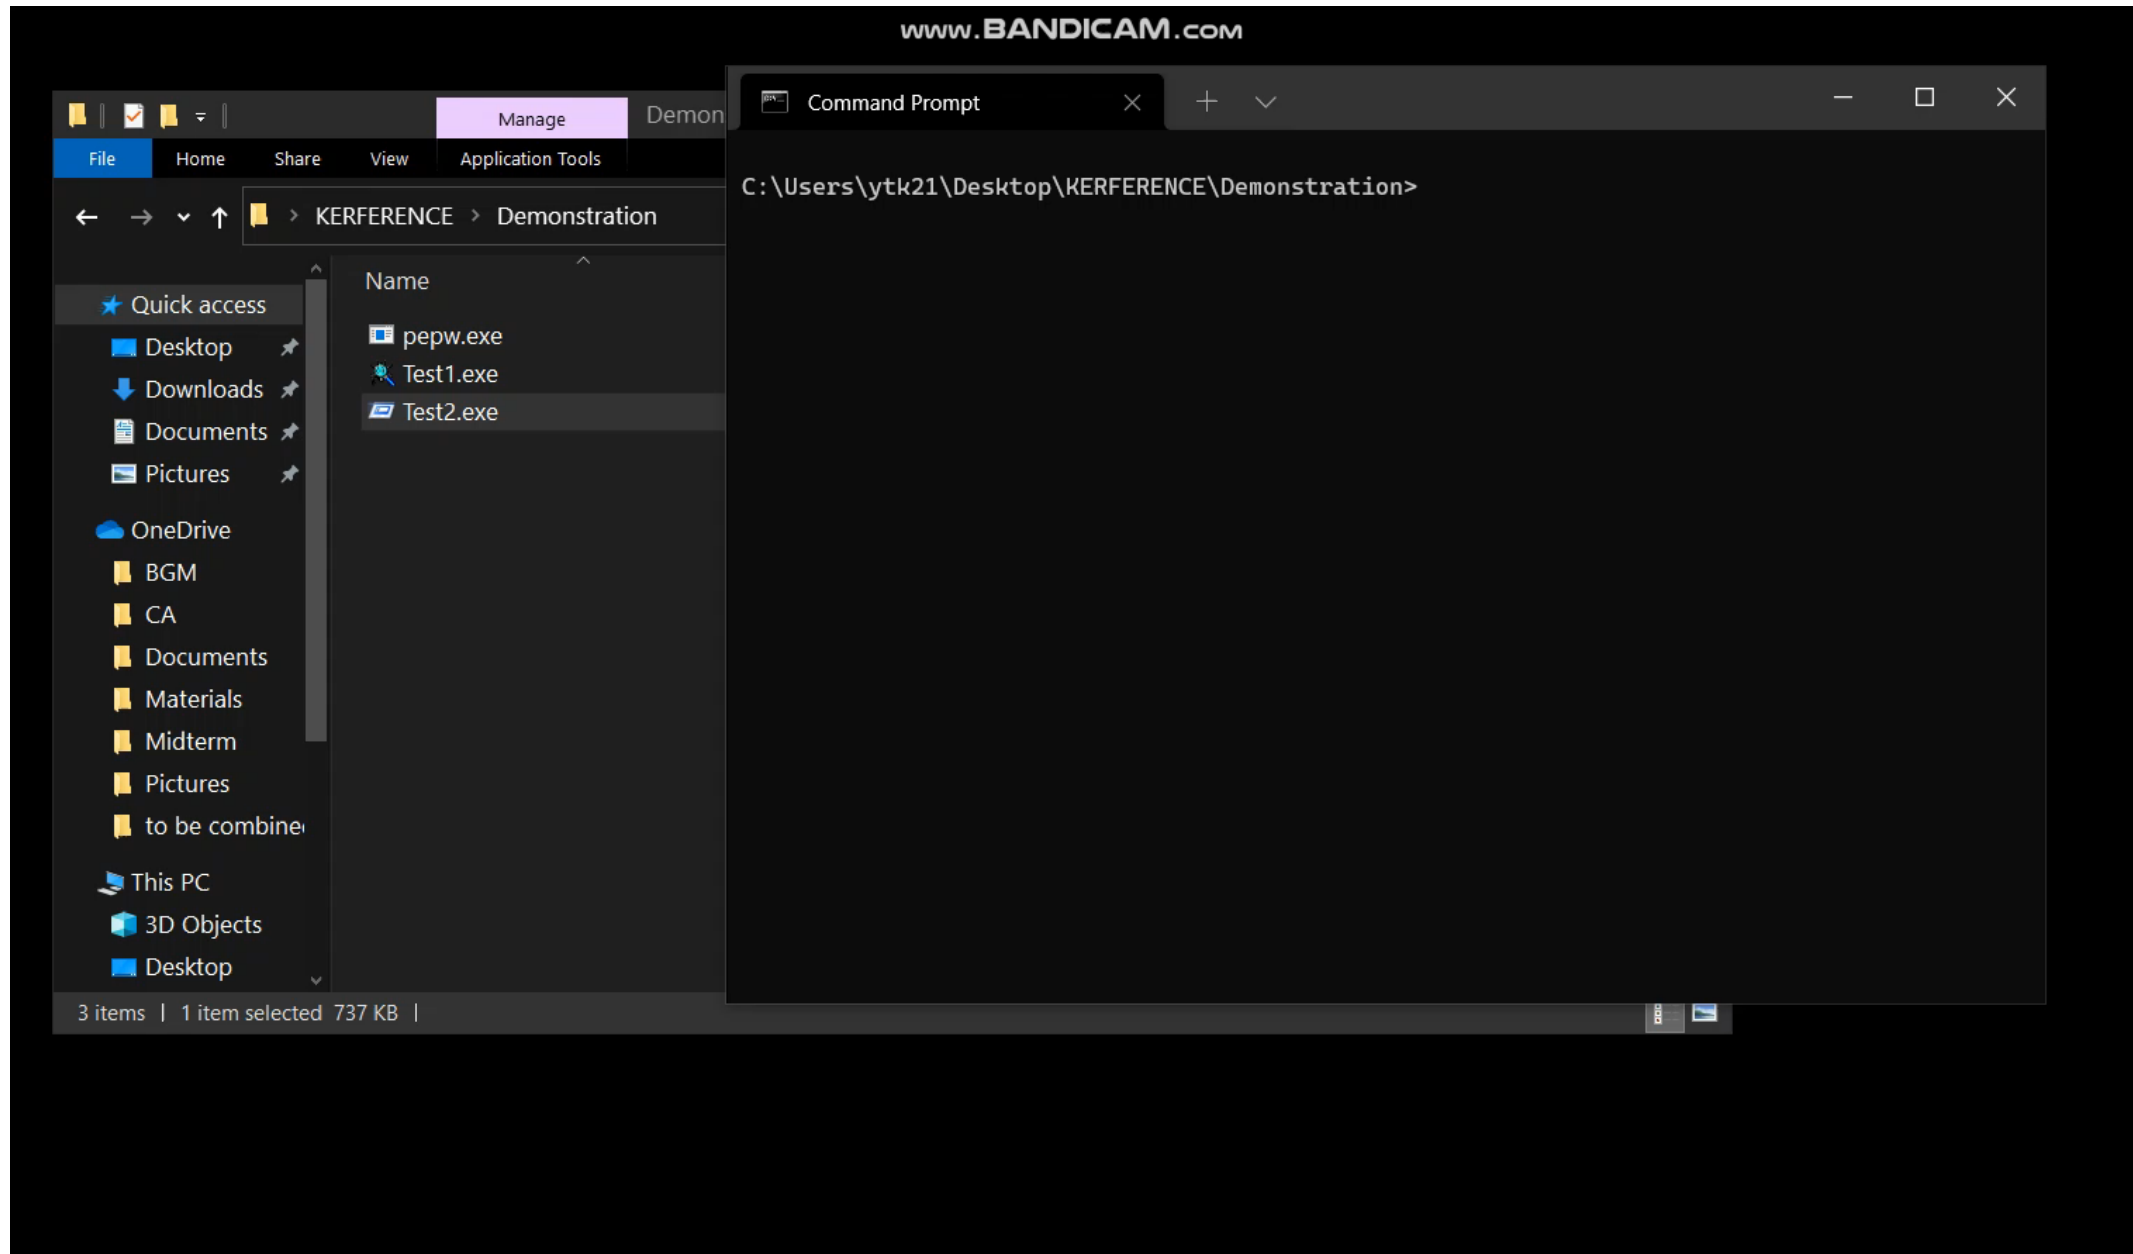 www.BANDICAM.com
Manage
Demon
File Home Share View Application Tools
KERFERENCE > Demonstration
Name
Quick access
Desktop
Downloads
Documents
Pictures
OneDrive
BGM
CA
Documents
Materials
Midterm
Pictures
to be combine
This PC
3D Objects
Desktop
pepw.exe
Test1.exe
Test2.exe
3 items | 1 item selected 737 KB |
Command Prompt
C:\Users\ytk21\Desktop\KERFERENCE\Demonstration>